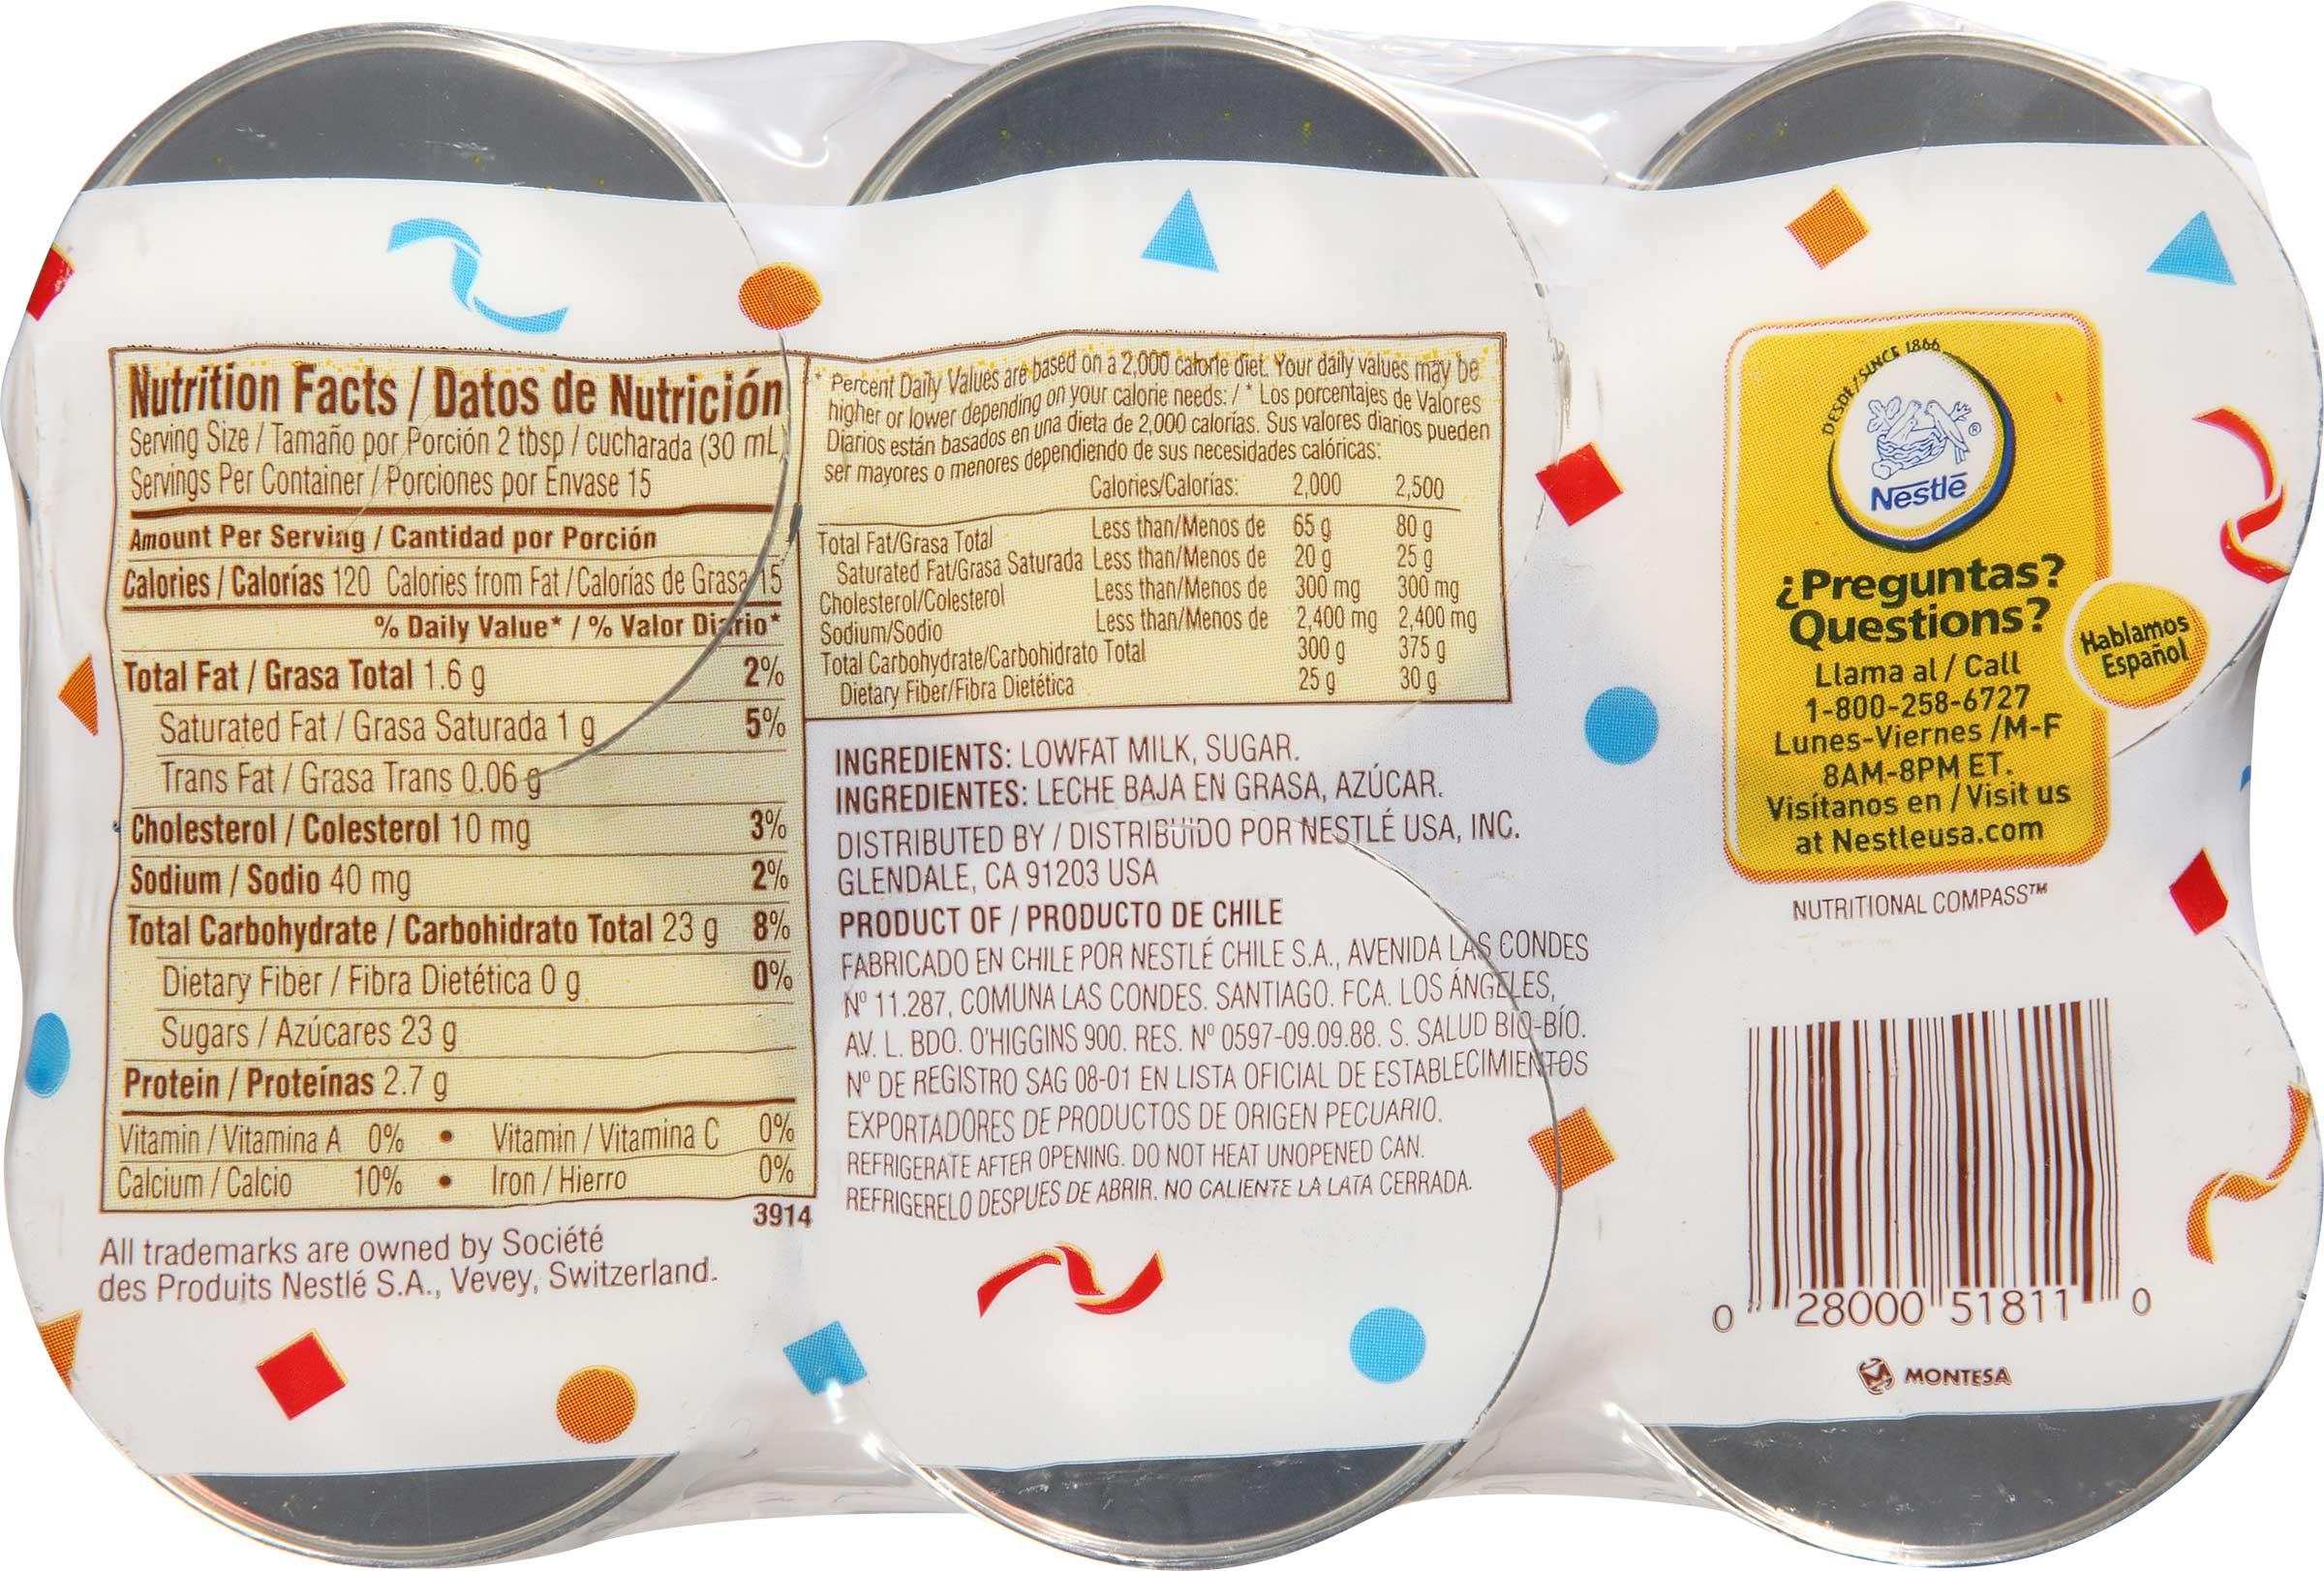 Nutrition Facts / Datos de Nutrición
Serving Size / Tamaño por Porción 2 tbsp / cucharada (30 mL)
Servings Per Container / Porciones por Envase 15
Amount Per Serving / Cantidad por Porción
Calories / Calorías 120 Calories from Fat / Calorías de Grasa 15
% Daily Value* / % Valor Diario*
Total Fat / Grasa Total 1.6 g 2%
Saturated Fat / Grasa Saturada 1 g 5%
Trans Fat / Grasa Trans 0.06 g
Cholesterol / Colesterol 10 mg 3%
Sodium / Sodio 40 mg 2%
Total Carbohydrate / Carbohidrato Total 23 g 8%
Dietary Fiber / Fibra Dietética 0 g 0%
Sugars / Azúcares 23 g
Protein / Proteínas 2.7 g
Vitamin / Vitamina A 0% • Vitamin / Vitamina C 0%
Calcium / Calcio 10% • Iron / Hierro 0%
3914
All trademarks are owned by Société
des Produits Nestlé S.A., Vevey, Switzerland.
* Percent Daily Values are based on a 2,000 calorie diet. Your daily values may be
higher or lower depending on your calorie needs: / * Los porcentajes de Valores
Diarios están basados en una dieta de 2,000 calorías. Sus valores diarios pueden
ser mayores o menores dependiendo de sus necesidades calóricas:
Calories/Calorías: 2,000 2,500
Total Fat/Grasa Total Less than/Menos de 65 g 80 g
Saturated Fat/Grasa Saturada Less than/Menos de 20 g 25 g
Cholesterol/Colesterol Less than/Menos de 300 mg 300 mg
Sodium/Sodio Less than/Menos de 2,400 mg 2,400 mg
Total Carbohydrate/Carbohidrato Total 300 g 375 g
Dietary Fiber/Fibra Dietética 25 g 30 g
INGREDIENTS: LOWFAT MILK, SUGAR.
INGREDIENTES: LECHE BAJA EN GRASA, AZÚCAR.
DISTRIBUTED BY / DISTRIBUIDO POR NESTLÉ USA, INC.
GLENDALE, CA 91203 USA
PRODUCT OF / PRODUCTO DE CHILE
FABRICADO EN CHILE POR NESTLÉ CHILE S.A., AVENIDA LAS CONDES
Nº 11.287, COMUNA LAS CONDES. SANTIAGO. FCA. LOS ÁNGELES,
AV. L. BDO. O'HIGGINS 900. RES. Nº 0597-09.09.88. S. SALUD BIO-BÍO.
Nº DE REGISTRO SAG 08-01 EN LISTA OFICIAL DE ESTABLECIMIENTOS
EXPORTADORES DE PRODUCTOS DE ORIGEN PECUARIO.
REFRIGERATE AFTER OPENING. DO NOT HEAT UNOPENED CAN.
REFRIGERELO DESPUES DE ABRIR. NO CALIENTE LA LATA CERRADA.
DESDE/SINCE 1866
Nestlé®
¿Preguntas?
Questions?
Hablamos
Español
Llama al / Call
1-800-258-6727
Lunes-Viernes /M-F
8AM-8PM ET.
Visítanos en / Visit us
at Nestleusa.com
NUTRITIONAL COMPASS™
0 28000 51811 0
MONTESA